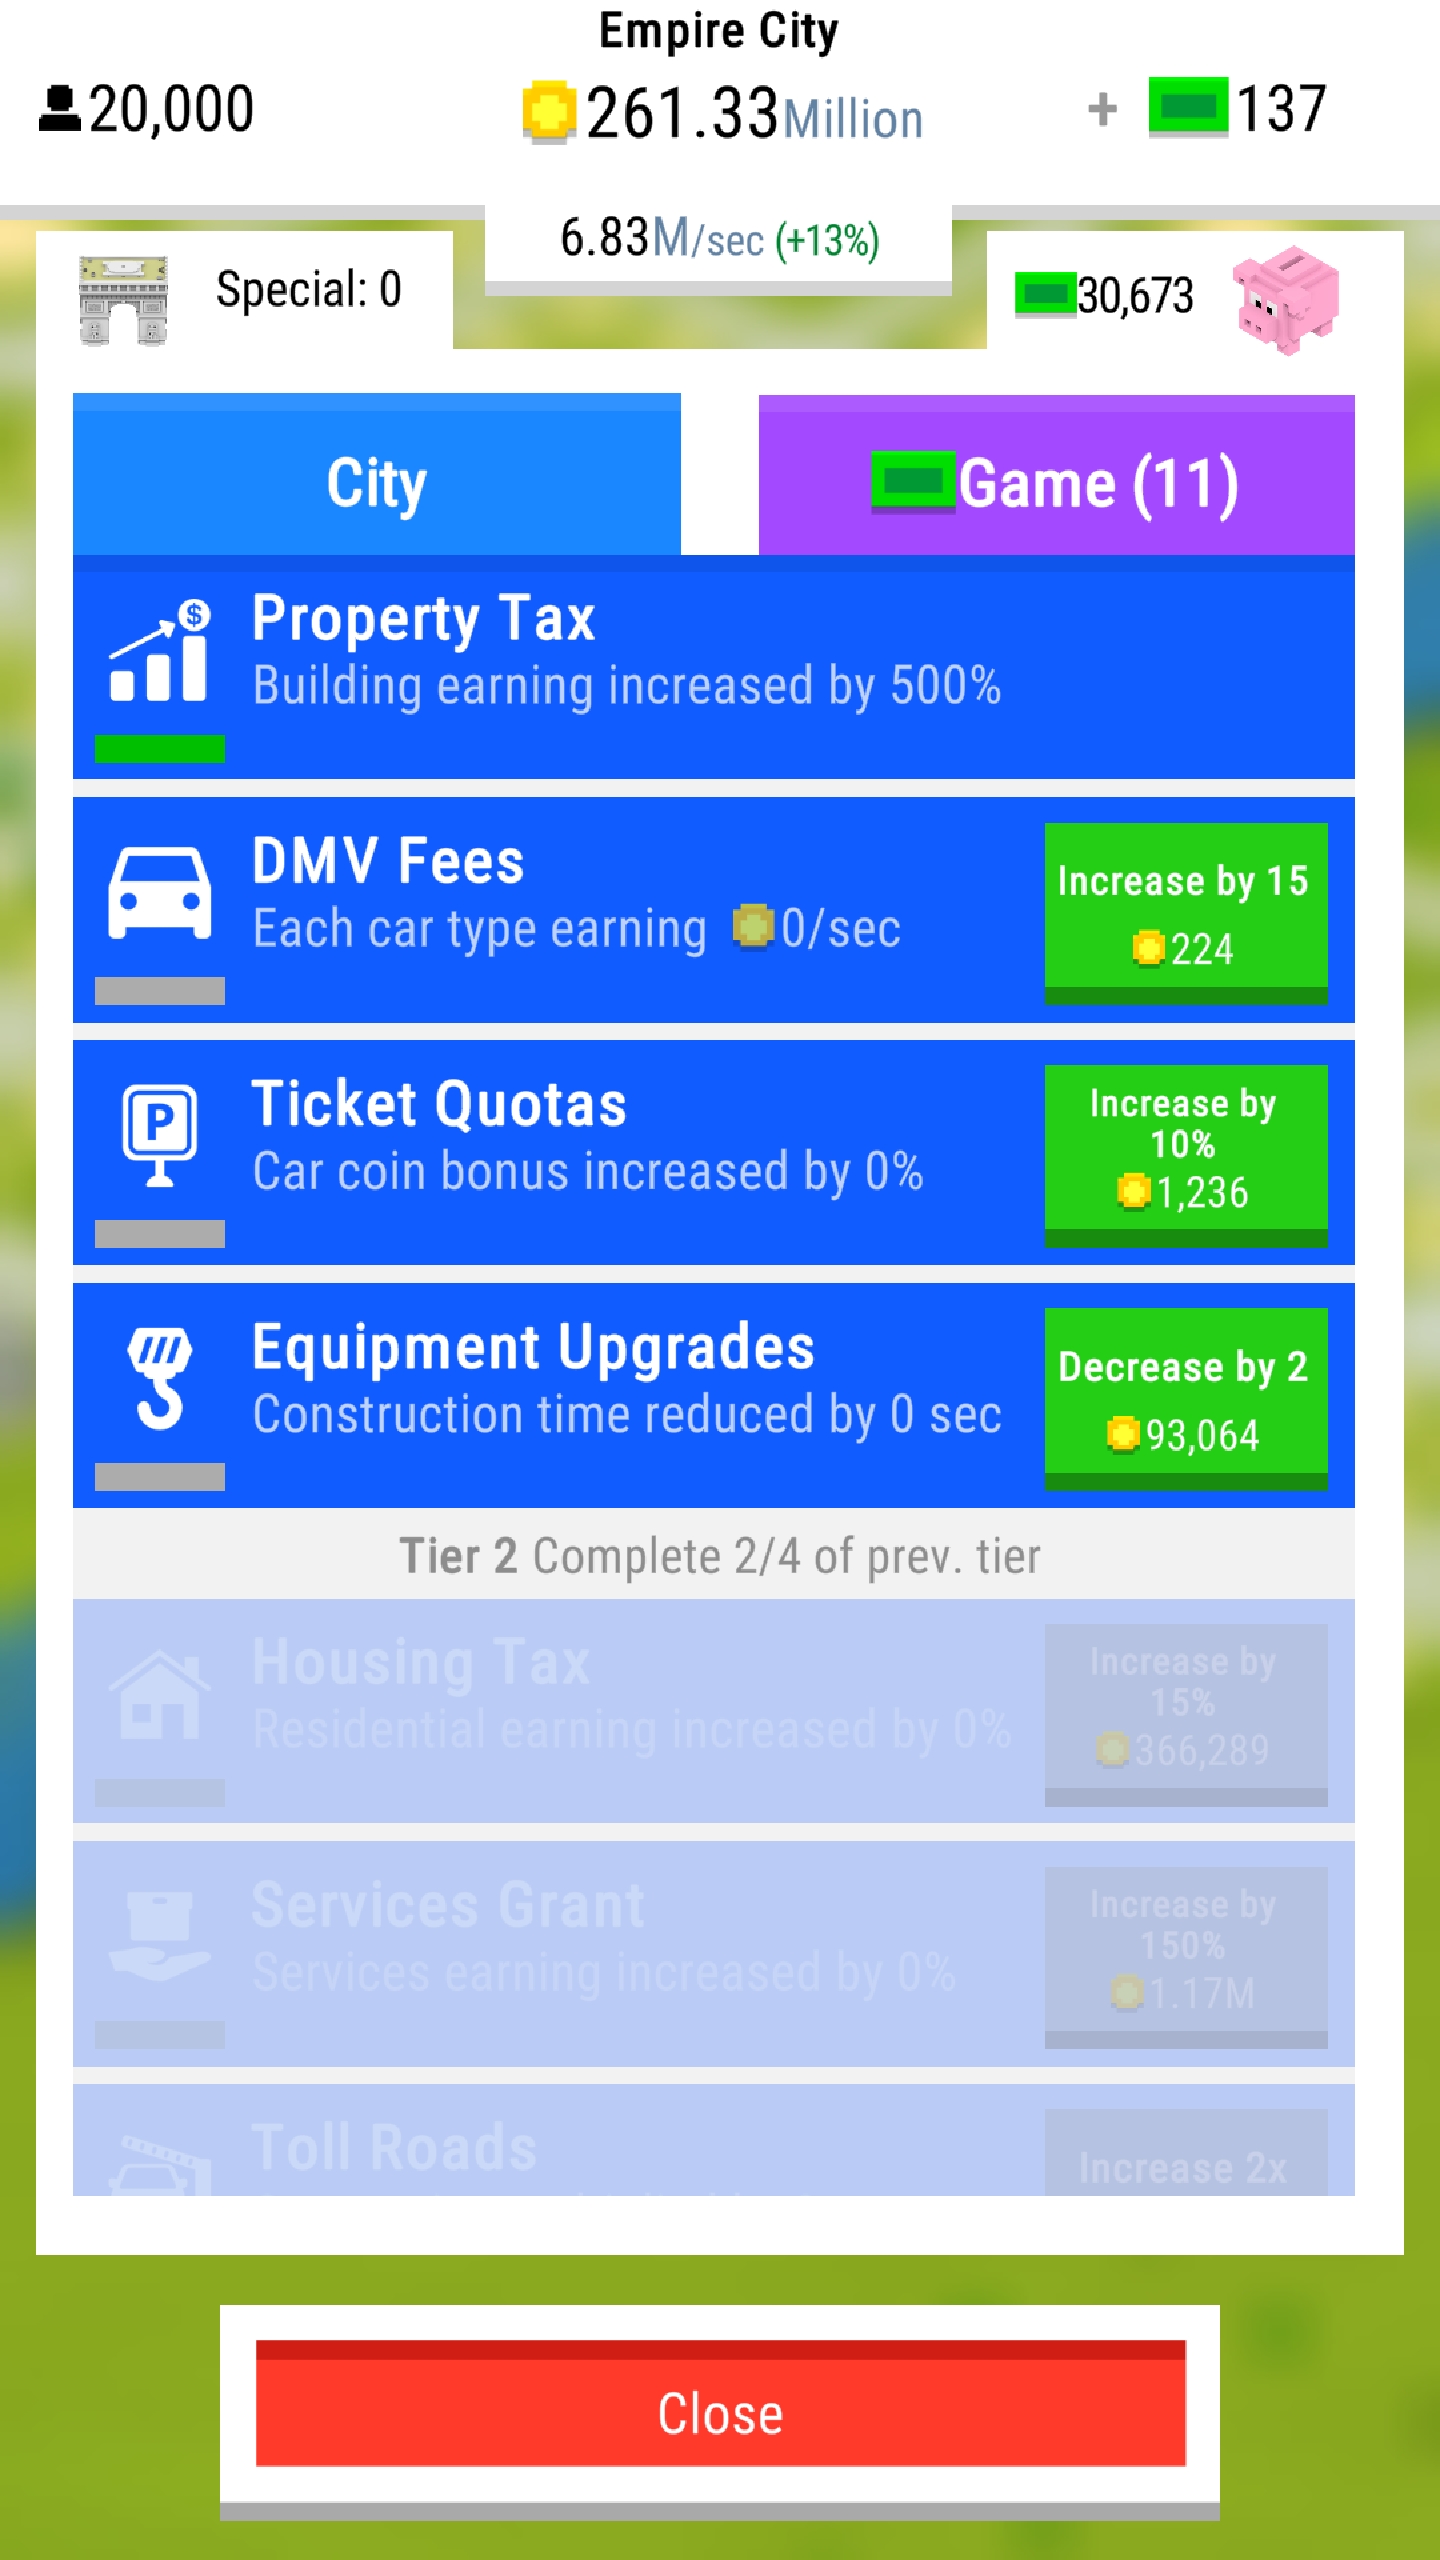 Empire City
20,000
261.33Million
+ 137
6.83M/sec (+13%)
Special: 0
30,673
City
Game (11)
$
Property Tax
Building earning increased by 500%
DMV Fees
Each car type earning 0/sec
Increase by 15
224
P
Ticket Quotas
Car coin bonus increased by 0%
Increase by
10%
1,236
Equipment Upgrades
Construction time reduced by 0 sec
Decrease by 2
93,064
Tier 2 Complete 2/4 of prev. tier
Housing Tax
Residential earning increased by 0%
Increase by
15%
366,289
Services Grant
Services earning increased by 0%
Increase by
150%
1.17M
Toll Roads
Increase 2x
Close